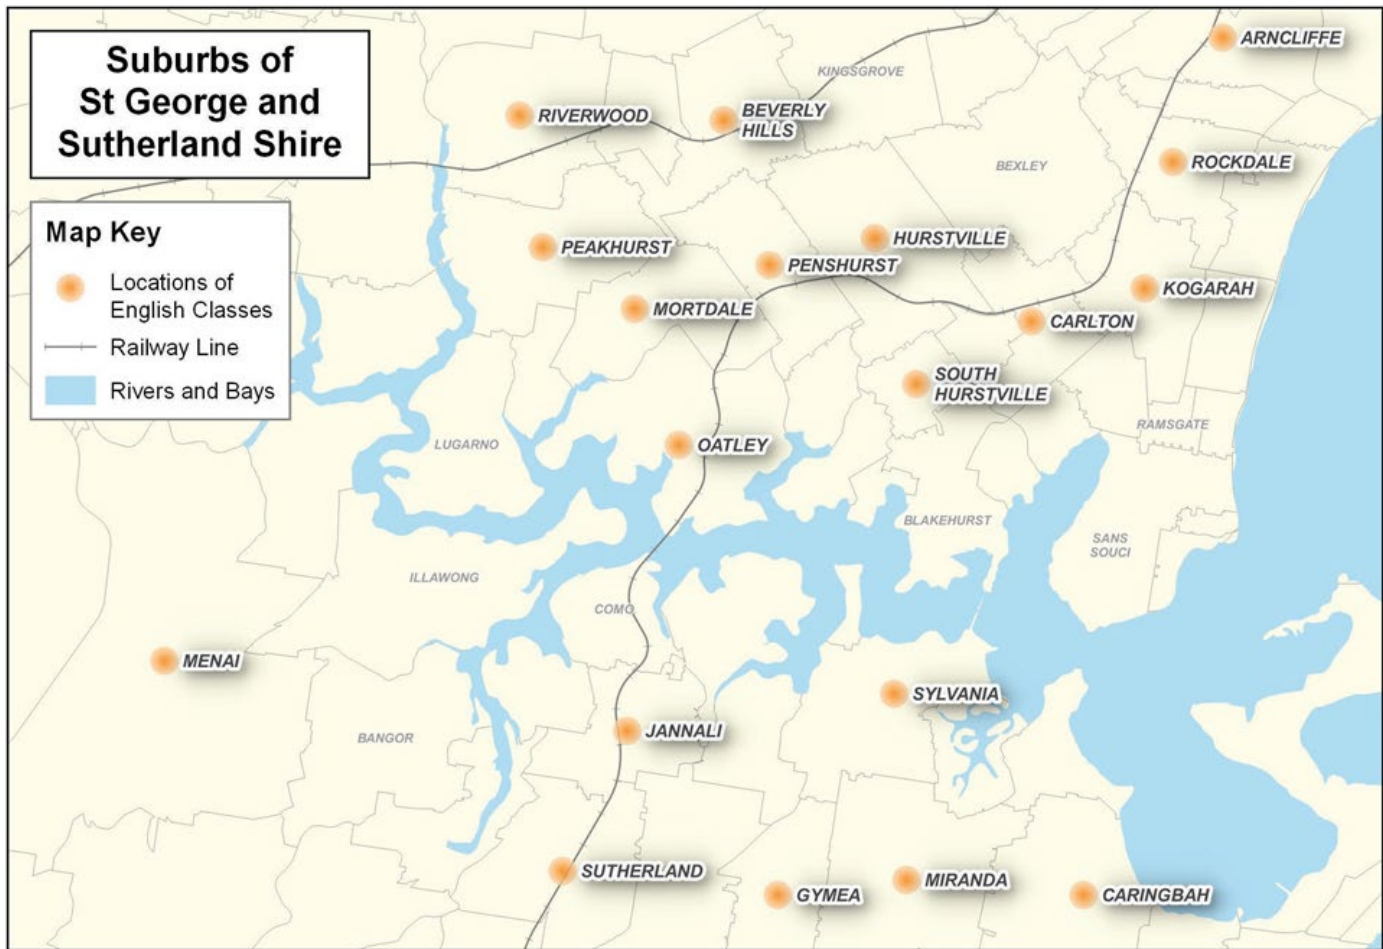 Suburbs of
St George and
Sutherland Shire
Map Key
Locations of
English Classes
Railway Line
Rivers and Bays
ARNCLIFFE
KINGSGROVE
RIVERWOOD
BEVERLY
HILLS
BEXLEY
ROCKDALE
PEAKHURST
HURSTVILLE
PENSHURST
KOGARAH
MORTDALE
CARLTON
SOUTH
HURSTVILLE
RAMSGATE
LUGARNO
OATLEY
BLAKEHURST
SANS
SOUCI
ILLAWONG
COMO
MENAI
SYLVANIA
JANNALI
BANGOR
SUTHERLAND
GYMEA
MIRANDA
CARINGBAH